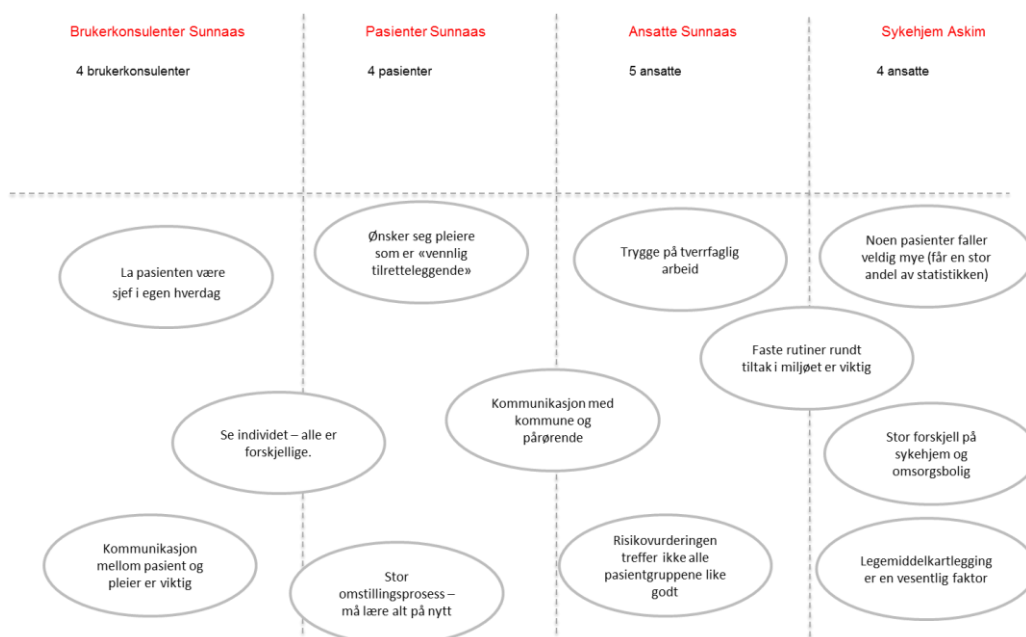 Brukerkonsulenter Sunnaas
Pasienter Sunnaas
Ansatte Sunnaas
Sykehjem Askim
4 brukerkonsulenter
4 pasienter
5 ansatte
4 ansatte
La pasienten være
sjef i egen hverdag
Ønsker seg pleiere
som er «vennlig
tilretteleggende»
Trygge på tverrfaglig
arbeid
Noen pasienter faller
veldig mye (får en stor
andel av statistikken)
Faste rutiner rundt
tiltak i miljøet er viktig
Se individet – alle er
forskjellige.
Kommunikasjon med
kommune og
pårørende
Stor forskjell på
sykehjem og
omsorgsbolig
Kommunikasjon
mellom pasient og
pleier er viktig
Stor
omstillingsprosess –
må lære alt på nytt
Risikovurderingen
treffer ikke alle
pasientgruppene like
godt
Legemiddelkartlegging
er en vesentlig faktor